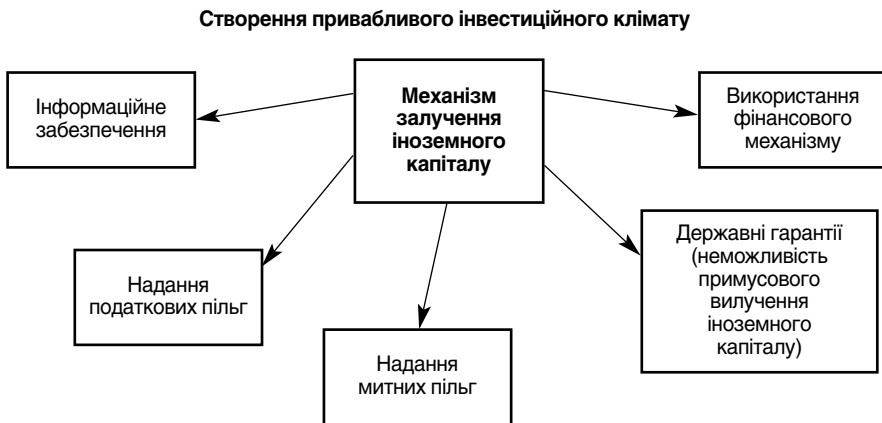 Створення привабливого інвестиційного клімату
Інформаційне
забезпечення
Механізм
залучення
іноземного
капіталу
Використання
фінансового
механізму
Надання
податкових пільг
Надання
митних пільг
Державні гарантії
(неможливість
примусового
вилучення
іноземного
капіталу)